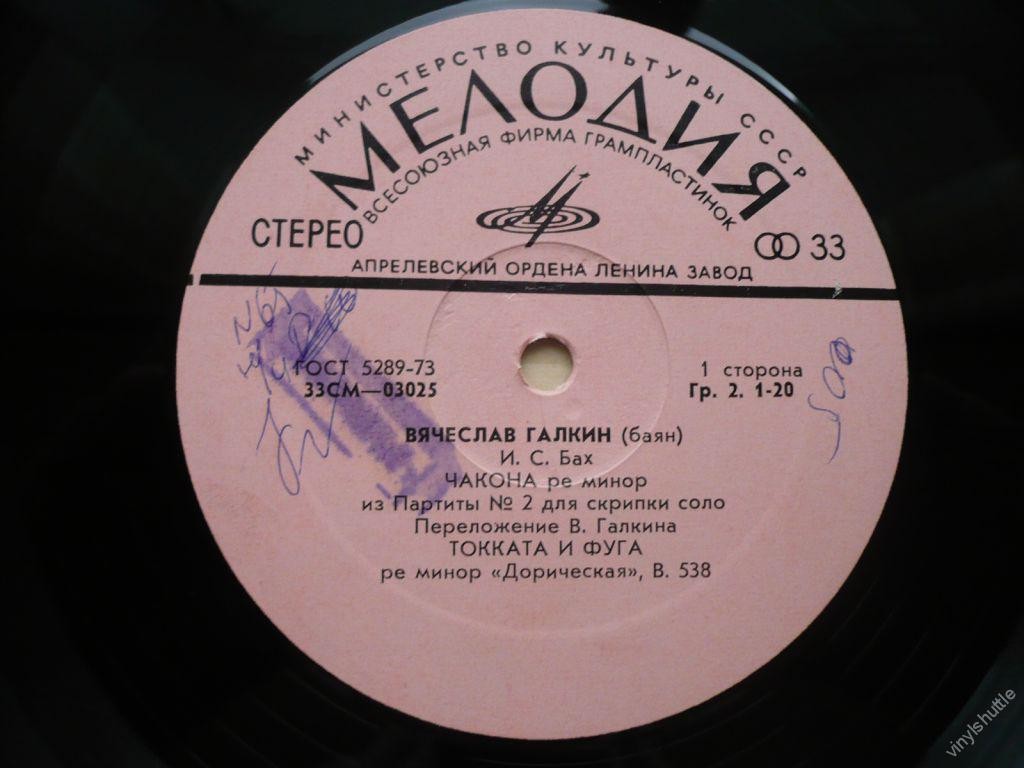 МИНИСТЕРСТВО КУЛЬТУРЫ СССР
МЕЛОДИЯ
ВСЕСОЮЗНАЯ ФИРМА ГРАМПЛАСТИНОК
СТЕРЕО
33
АПРЕЛЕВСКИЙ ОРДЕНА ЛЕНИНА ЗАВОД
ГОСТ 5289-73
33СМ—03025
1 сторона
Гр. 2. 1-20
ВЯЧЕСЛАВ ГАЛКИН (баян)
И. С. Бах
ЧАКОНА ре минор
из Партиты № 2 для скрипки соло
Переложение В. Галкина
ТОККАТА И ФУГА
ре минор «Дорическая», В. 538
vinylshuttle